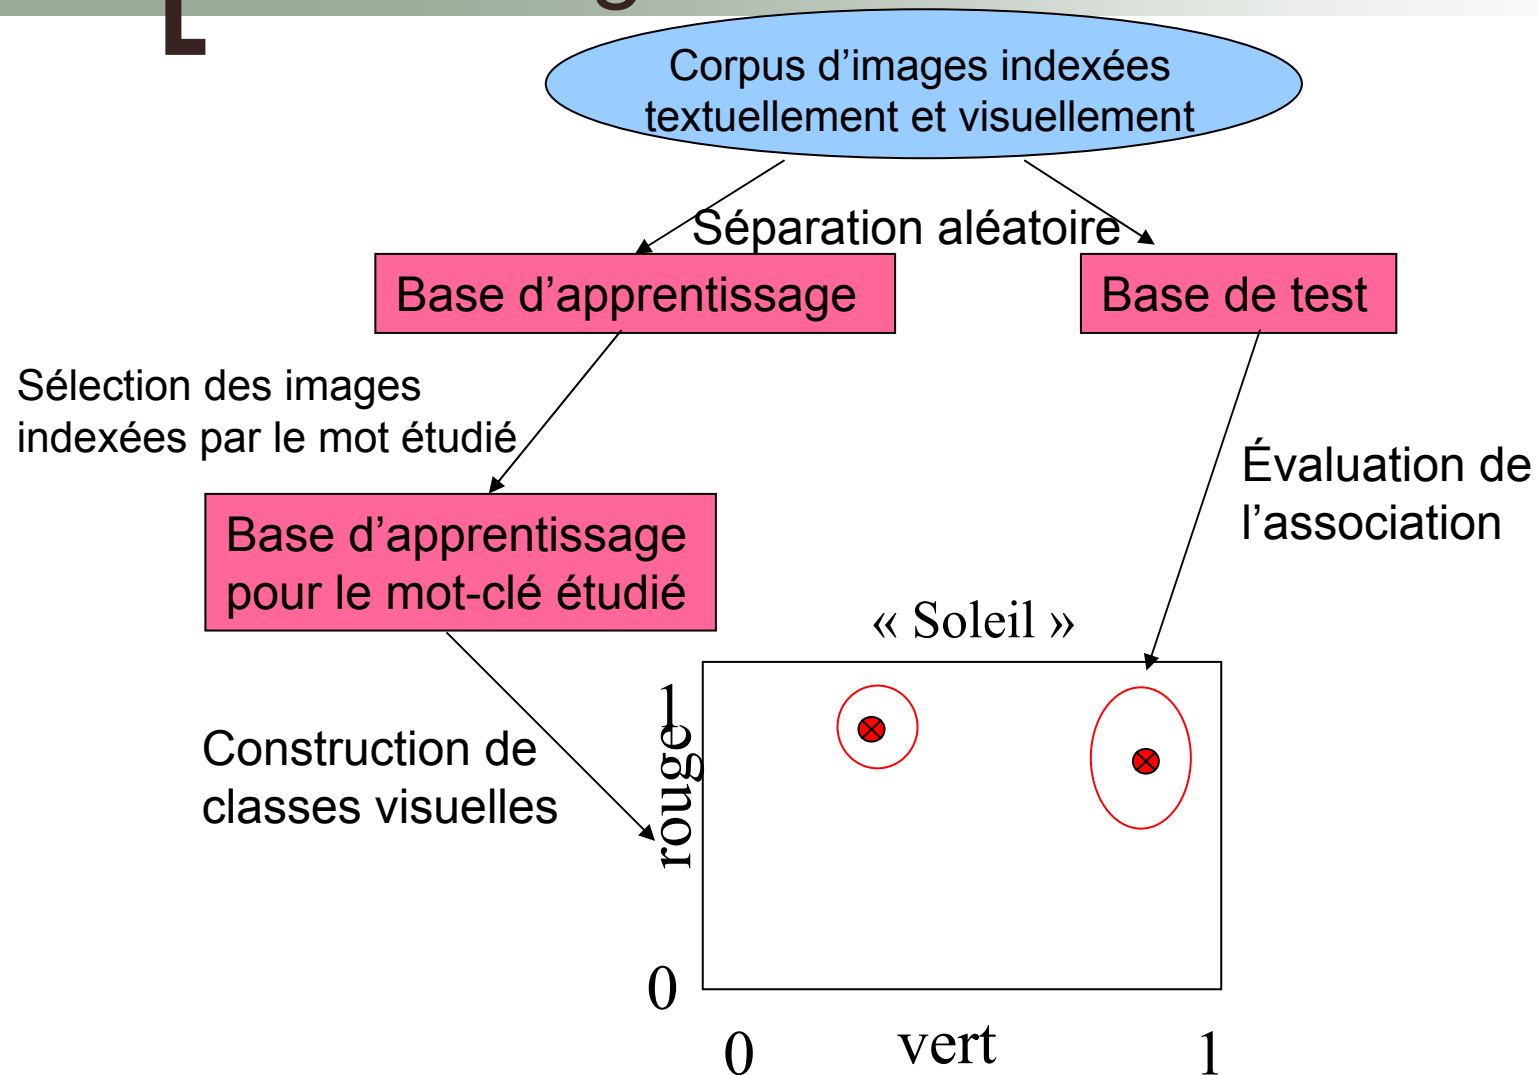 Corpus d’images indexées
textuellement et visuellement
Séparation aléatoire
Base d’apprentissage
Base de test
Sélection des images
indexées par le mot étudié
Évaluation de
l’association
Base d’apprentissage
pour le mot-clé étudié
« Soleil »
1
rouge
Construction de
classes visuelles
0
0 vert 1